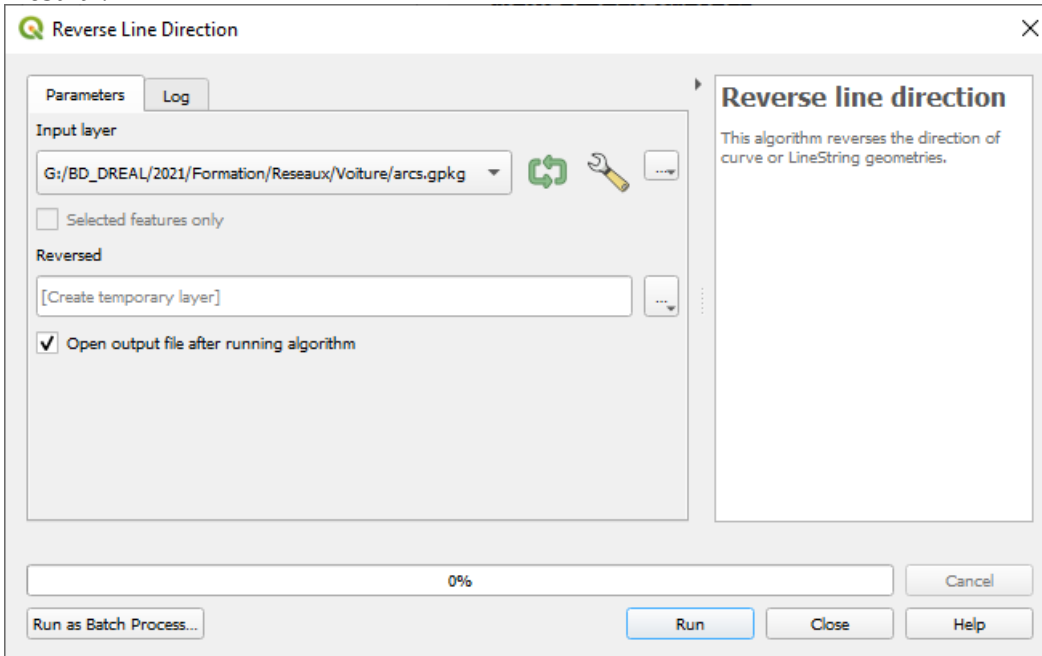 Reverse Line Direction
Parameters
Log
Input layer
G:/BD_DREAL/2021/Formation/Reseaux/Voiture/arcs.gpkg
...
Selected features only
Reversed
[Create temporary layer]
...
Open output file after running algorithm
Reverse line direction
This algorithm reverses the direction of
curve or LineString geometries.
0%
Cancel
Run as Batch Process...
Run
Close
Help